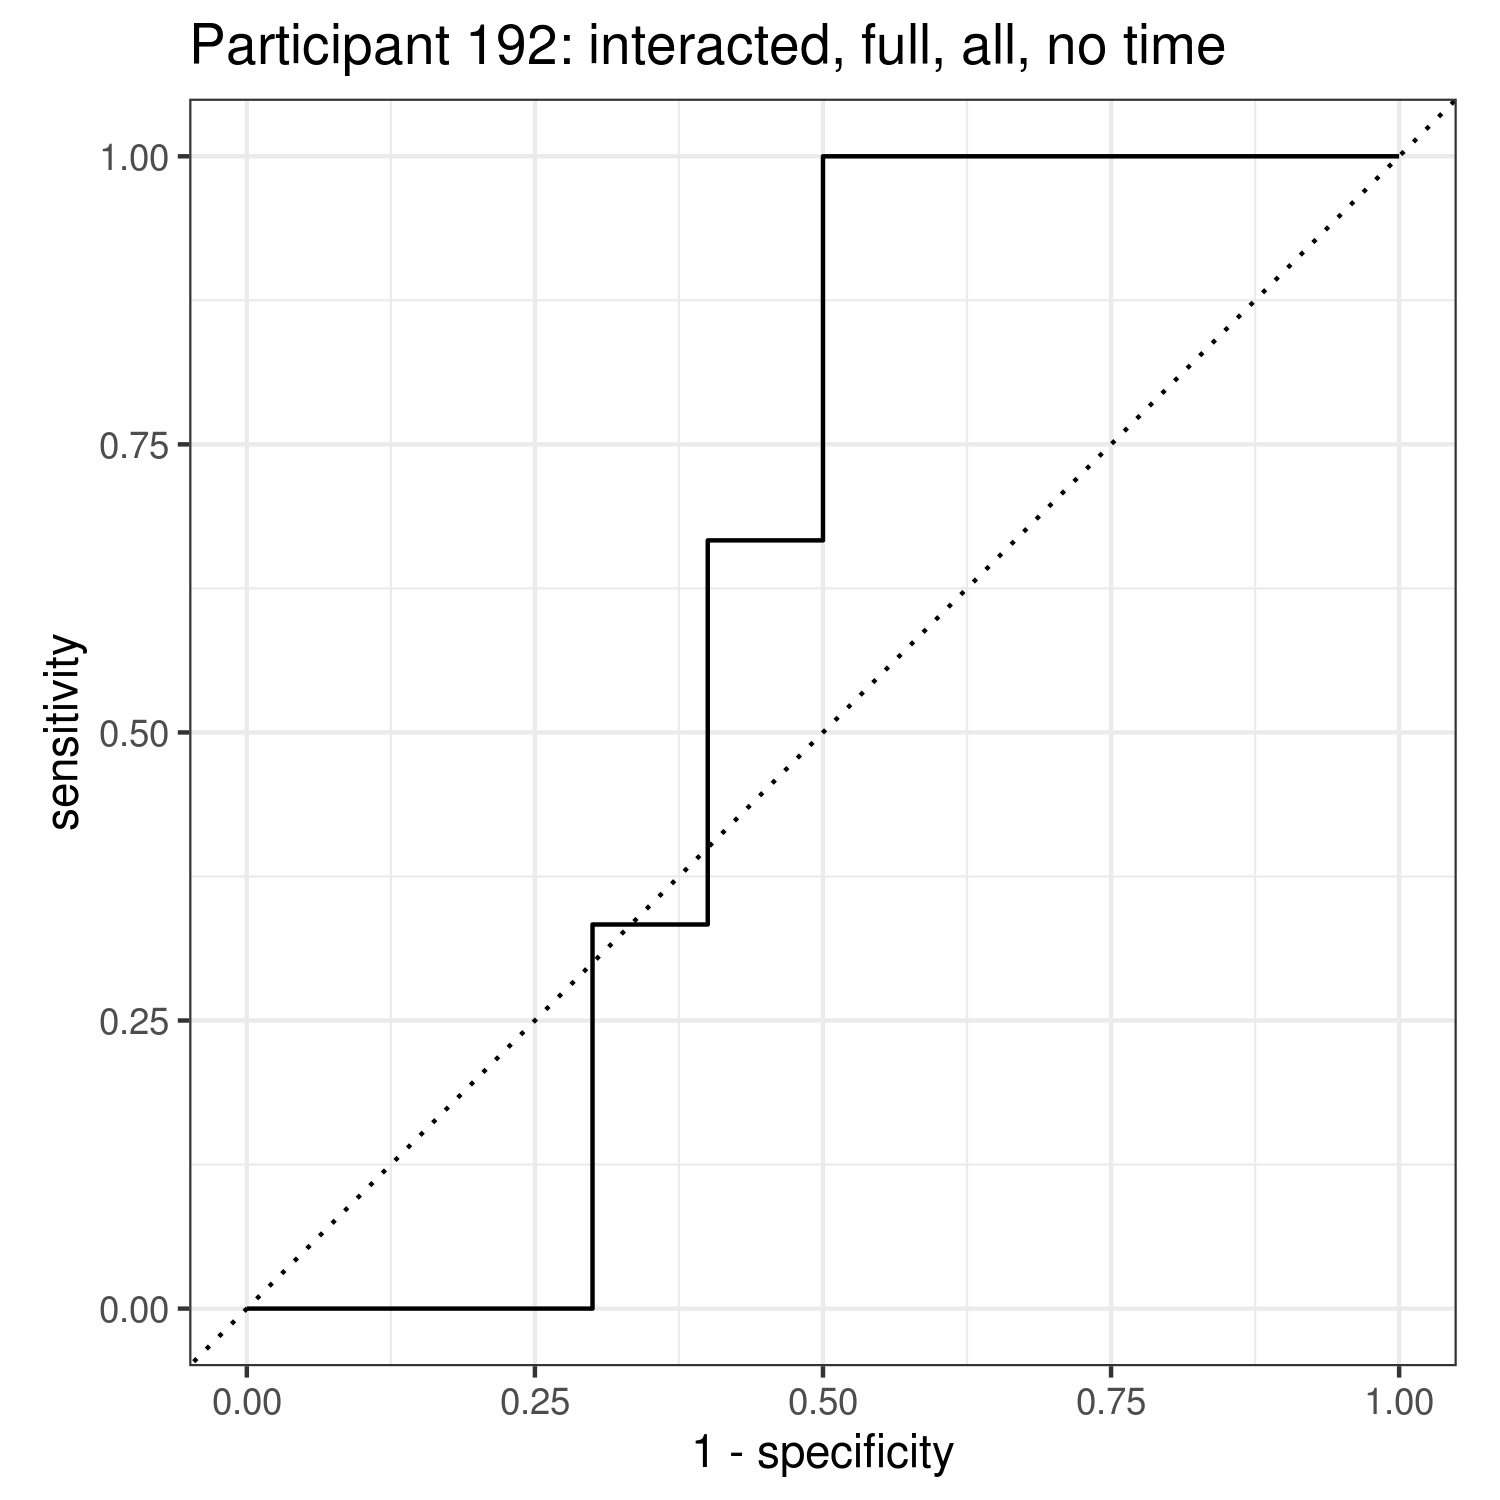 Participant 192: interacted, full, all, no time
1.00
0.75
0.50
0.25
0.00
sensitivity
0.00 0.25 0.50 0.75 1.00
1 - specificity